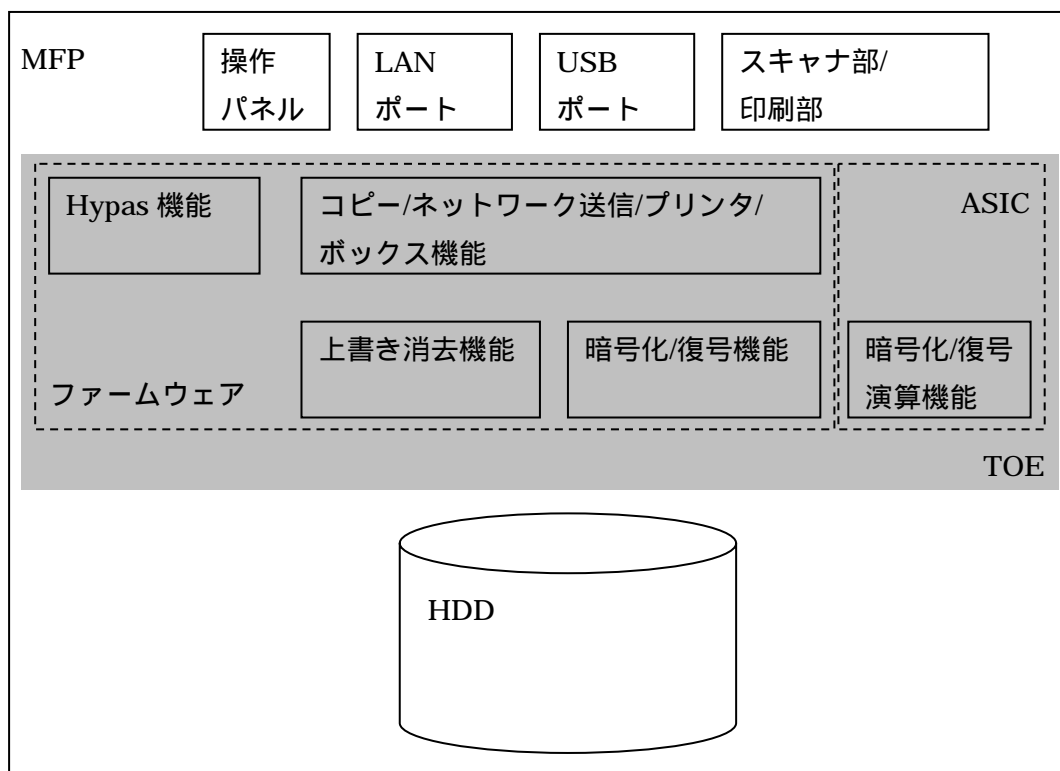 MFP
操作
パネル
LAN
ポート
USB
ポート
スキャナ部/
印刷部
Hypas 機能
コピー/ネットワーク送信/プリンタ/
ボックス機能
ASIC
上書き消去機能
暗号化/復号機能
暗号化/復号
演算機能
ファームウェア
TOE
HDD